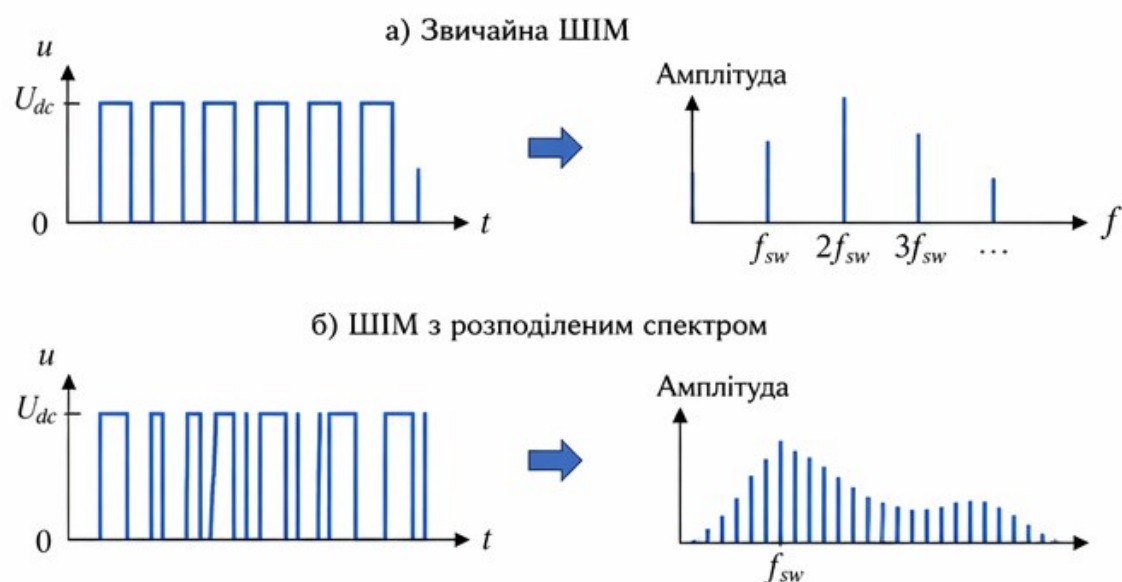 а) Звичайна ШІМ
u
U_dc
0
t
Амплітуда
f_sw 2f_sw 3f_sw ...
f
б) ШІМ з розподіленим спектром
u
U_dc
0
t
Амплітуда
f_sw